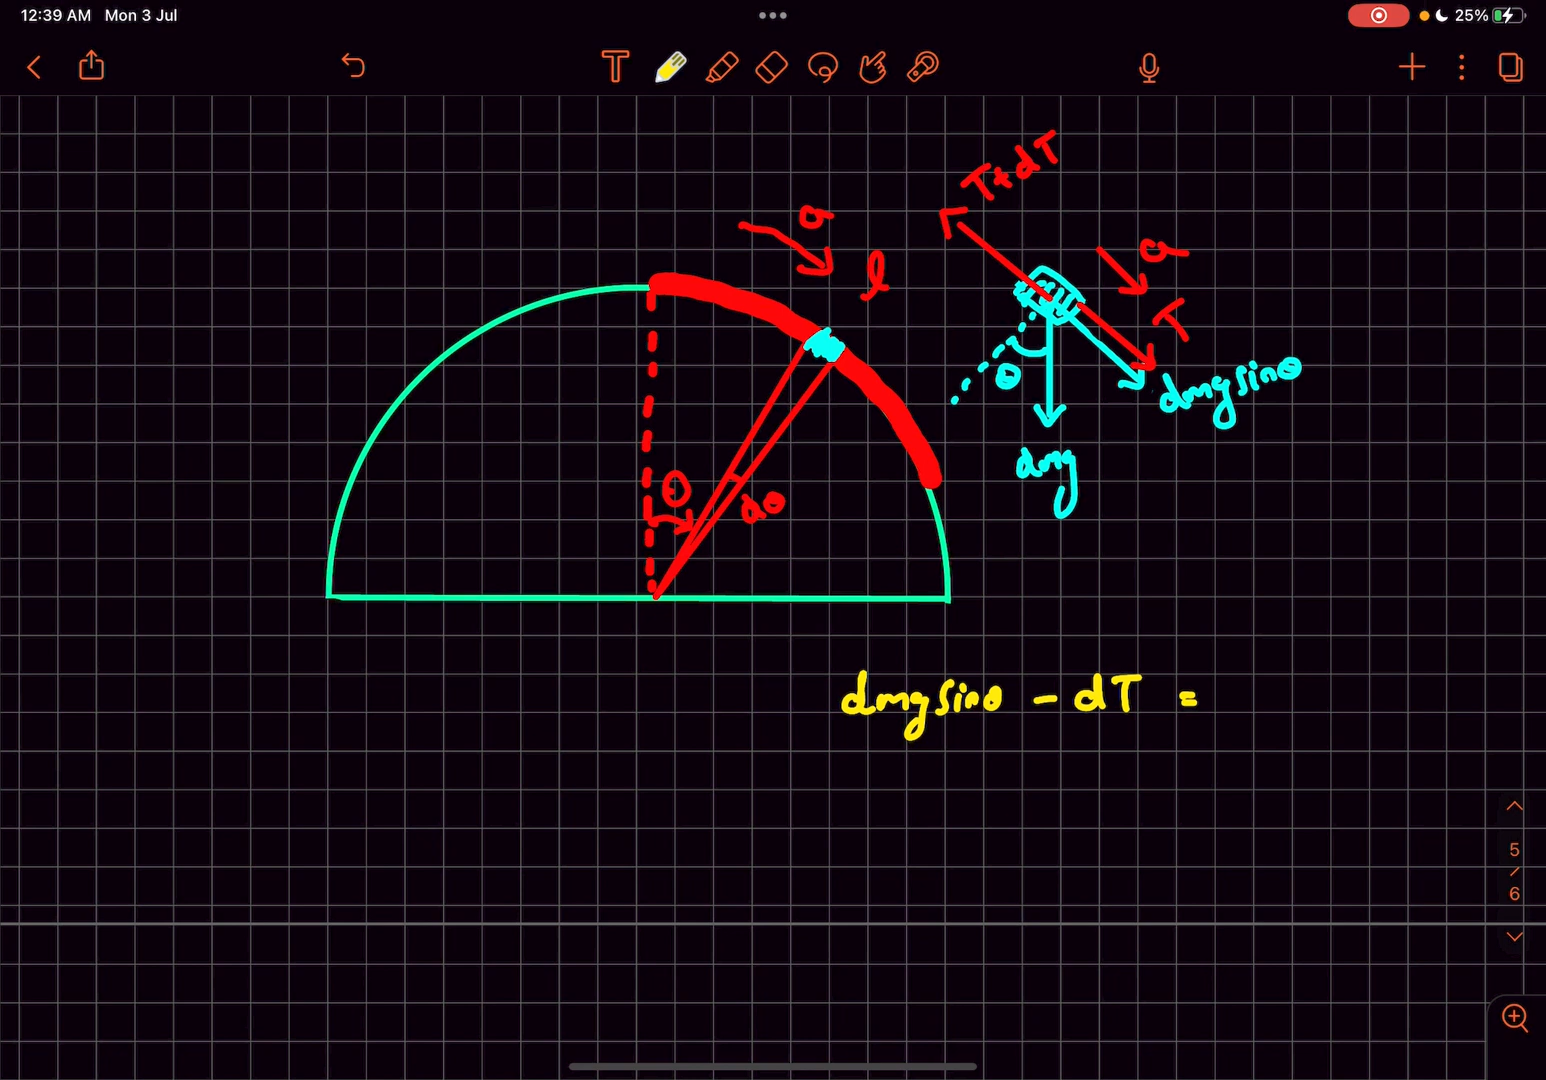 12:39 AM Mon 3 Jul
25%
T
T+dT
a
a
l
T
θ
dmg sinθ
dmg
θ
dθ
dmg sinθ - dT =
5
/
6